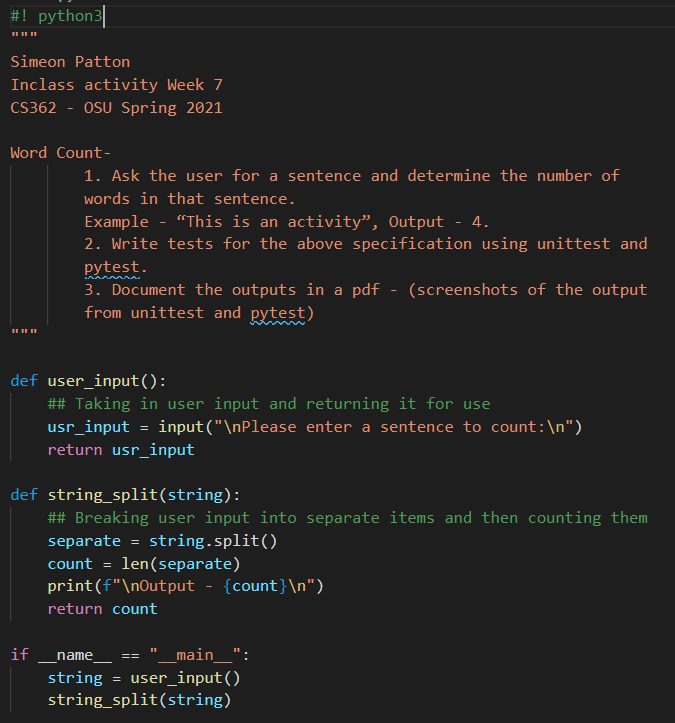 #! python3
"""
Simeon Patton
Inclass activity Week 7
CS362 - OSU Spring 2021

Word Count-
        1. Ask the user for a sentence and determine the number of
        words in that sentence.
        Example - “This is an activity”, Output - 4.
        2. Write tests for the above specification using unittest and
        pytest.
        3. Document the outputs in a pdf - (screenshots of the output
        from unittest and pytest)
"""

def user_input():
    ## Taking in user input and returning it for use
    usr_input = input("\nPlease enter a sentence to count:\n")
    return usr_input

def string_split(string):
    ## Breaking user input into separate items and then counting them
    separate = string.split()
    count = len(separate)
    print(f"\nOutput - {count}\n")
    return count

if __name__ == "__main__":
    string = user_input()
    string_split(string)